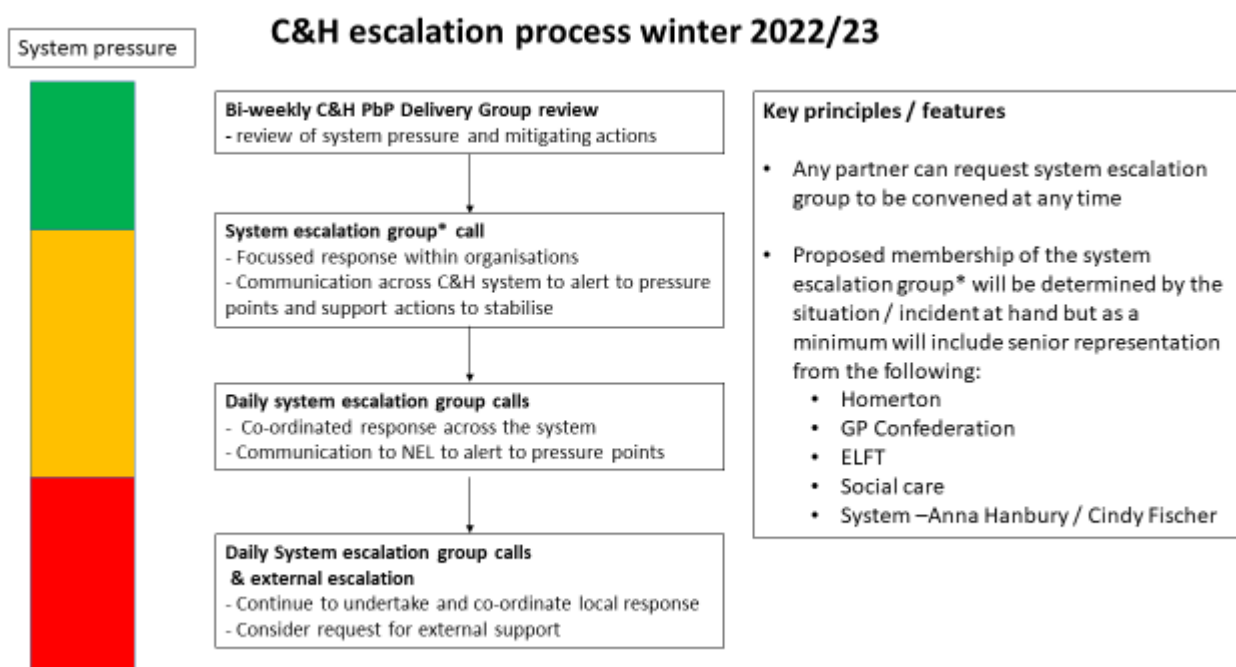 C&H escalation process winter 2022/23
System pressure
Bi-weekly C&H PbP Delivery Group review
- review of system pressure and mitigating actions
System escalation group* call
- Focussed response within organisations
- Communication across C&H system to alert to pressure
points and support actions to stabilise
Daily system escalation group calls
- Co-ordinated response across the system
- Communication to NEL to alert to pressure points
Daily System escalation group calls
& external escalation
- Continue to undertake and co-ordinate local response
- Consider request for external support
Key principles / features
• Any partner can request system escalation
group to be convened at any time
• Proposed membership of the system
escalation group* will be determined by the
situation / incident at hand but as a
minimum will include senior representation
from the following:
• Homerton
• GP Confederation
• ELFT
• Social care
• System –Anna Hanbury / Cindy Fischer